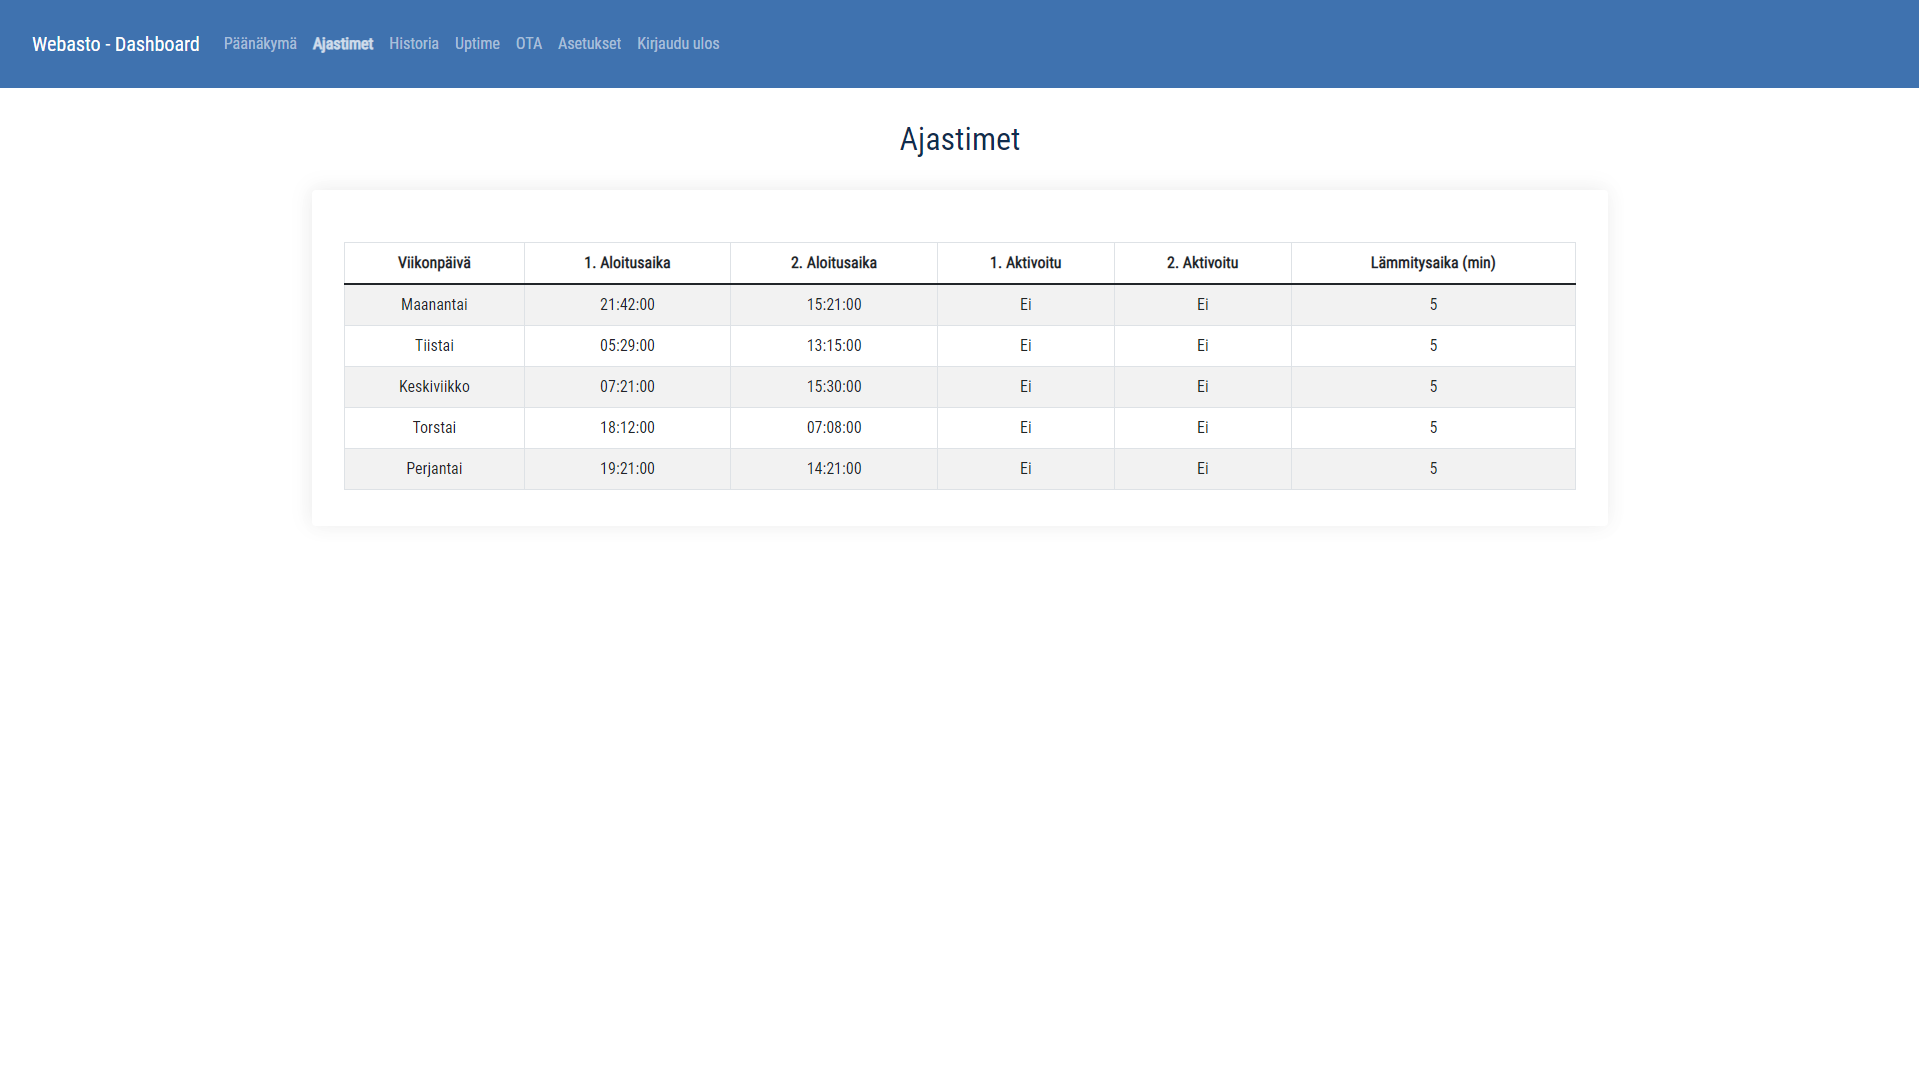 Webasto - Dashboard Päänäkymä Ajastimet Historia Uptime OTA Asetukset Kirjaudu ulos
Ajastimet
Viikonpäivä 1. Aloitusaika 2. Aloitusaika 1. Aktivoitu 2. Aktivoitu Lämmitysaika (min)
Maanantai 21:42:00 15:21:00 Ei Ei 5
Tiistai 05:29:00 13:15:00 Ei Ei 5
Keskiviikko 07:21:00 15:30:00 Ei Ei 5
Torstai 18:12:00 07:08:00 Ei Ei 5
Perjantai 19:21:00 14:21:00 Ei Ei 5